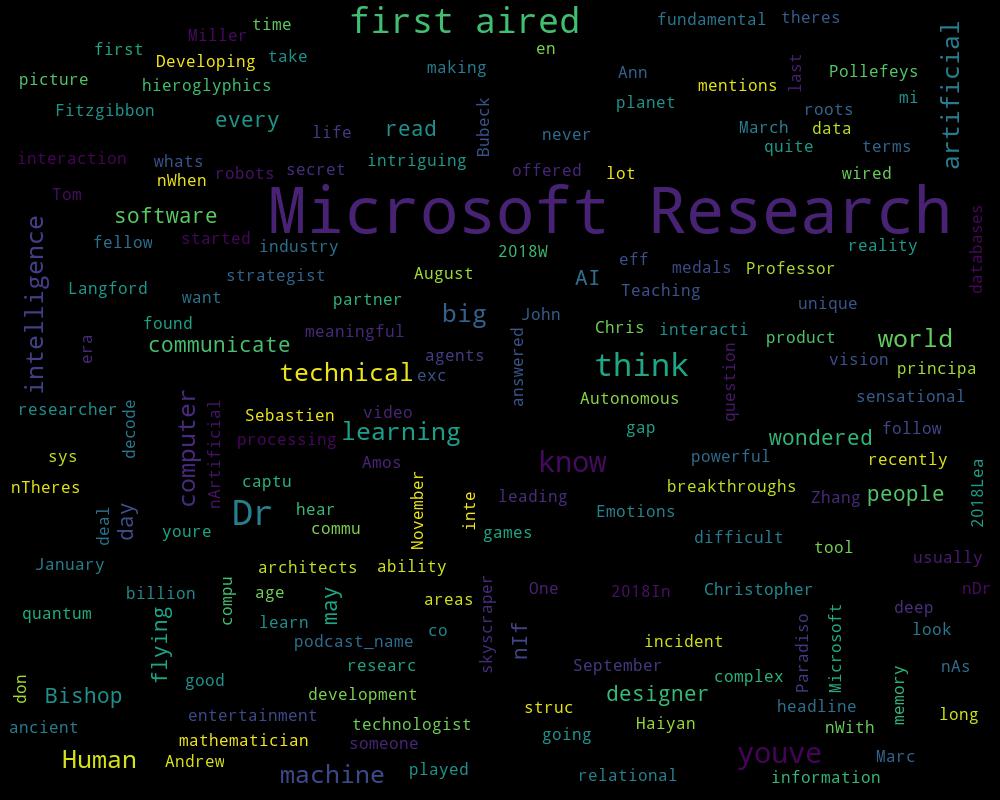 first aired
fundamental theres
time
Miller
first
en
artificial
Developing take
making
Ann
last
Pollefeys
picture
hieroglyphics
mentions
mi
Fitzgibbon
planet
roots
every
life
read
Bubeck
never
March data
quite
terms
interaction
whats
intriguing
nWhen robots secret
offered
lot
wired
Tom
Microsoft Research
software
databases
intelligence
fellow
started
industry
2018W
reality
eff
medals Professor
strategist
August
AI
Langford
want
partner
Teaching
unique
found
big
John
era
meaningful
Chris interacti
product
world
communicate
agents
answered
think
question
vision
technical exc
principa
researcher
decode
computer
nArtificial
Autonomous
sensational
Sebastien
video
processing learning
gap
wondered follow
sys
Amos
know
powerful
recently
nTheres
captu
November
inte
leading
breakthroughs Zhang people
2018Lea
deal
day
Dr
hear
commu
youre
games
Emotions
difficult
tool
usually
January
architects ability
billion
compu
age
may
areas
skyscraper
One
2018In
Christopher
nDr
quantum
flying
learn
co
nIf
deep
look
podcast_name
incident
Paradiso
Microsoft
researc
September
complex
memory
nAs
don
Bishop
good
development
designer
headline
ancient
entertainment
struc
Haiyan
nWith
long
technologist
going
mathematician
someone
Human
Andrew
machine
played
relational
youve
Marc
information